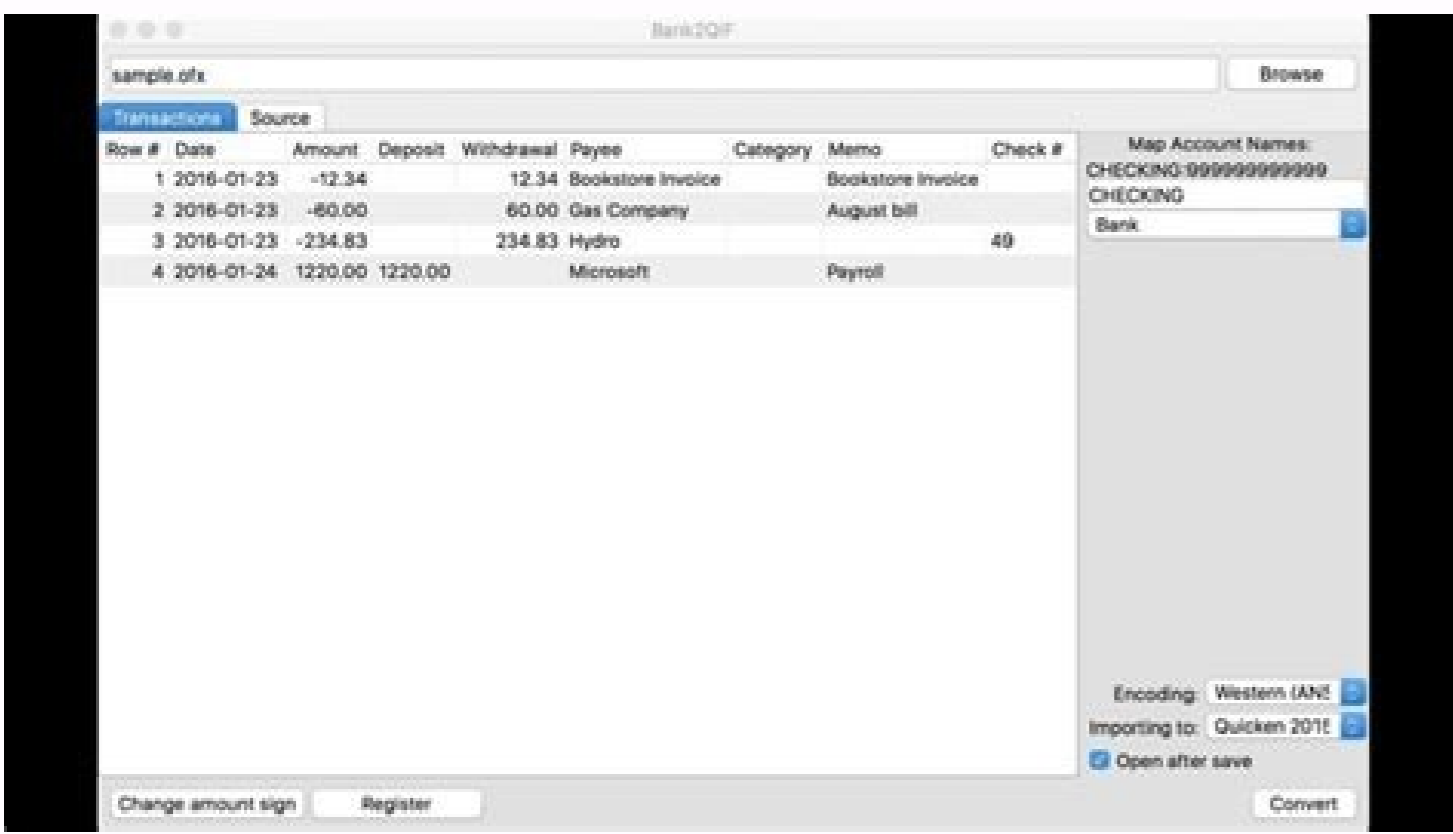 Bank2QIF
sample.ofx
Browse
Transactions Source
Row # Date Amount Deposit Withdrawal Payee Category Memo Check #
1 2016-01-23 -12.34 12.34 Bookstore Invoice Bookstore Invoice
2 2016-01-23 -60.00 60.00 Gas Company August bill
3 2016-01-23 -234.83 234.83 Hydro 49
4 2016-01-24 1220.00 1220.00 Microsoft Payroll
Map Account Names:
CHECKING:999999999999
CHECKING
Bank
Encoding: Western (ANS
Importing to: Quicken 2015
Open after save
Change amount sign Register Convert